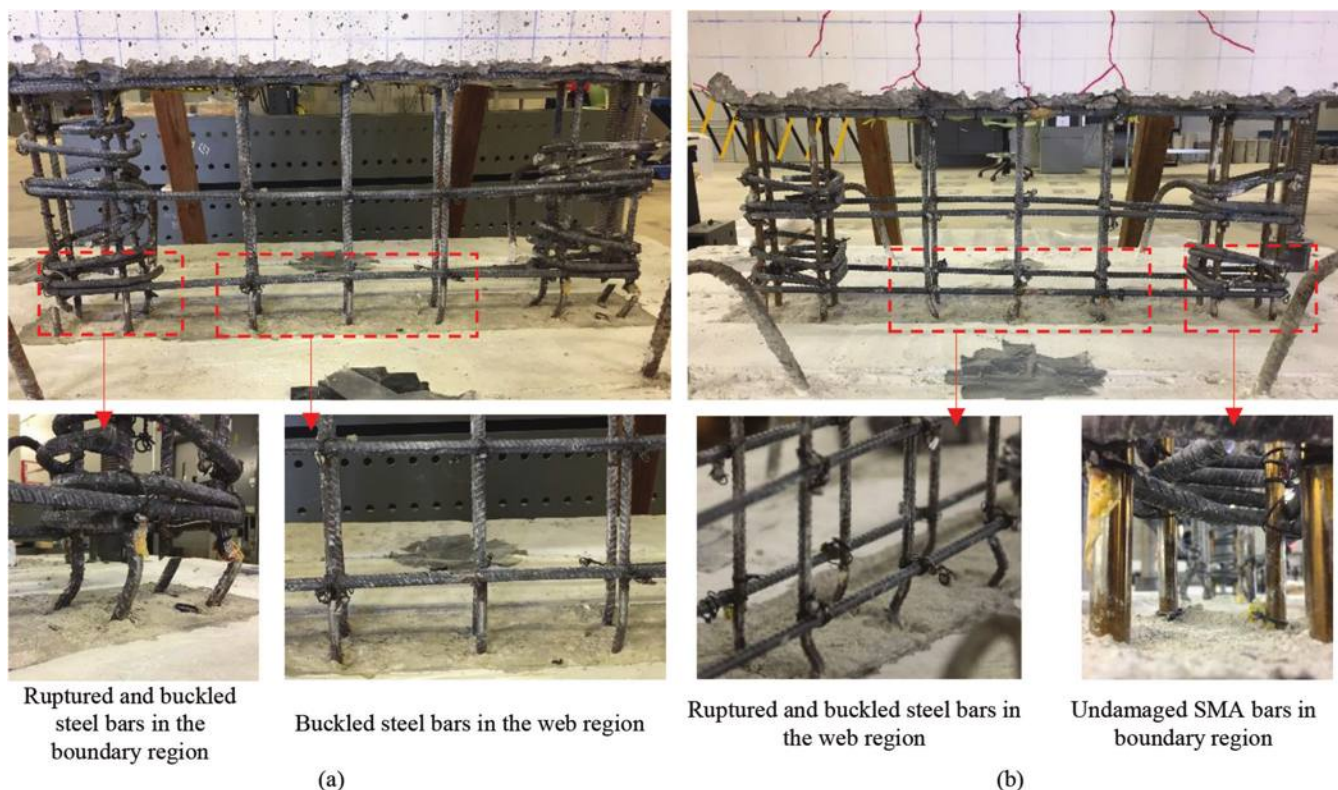 Ruptured and buckled
steel bars in the
boundary region
Buckled steel bars in the web region
Ruptured and buckled steel bars in
the web region
Undamaged SMA bars in
boundary region
(a)
(b)